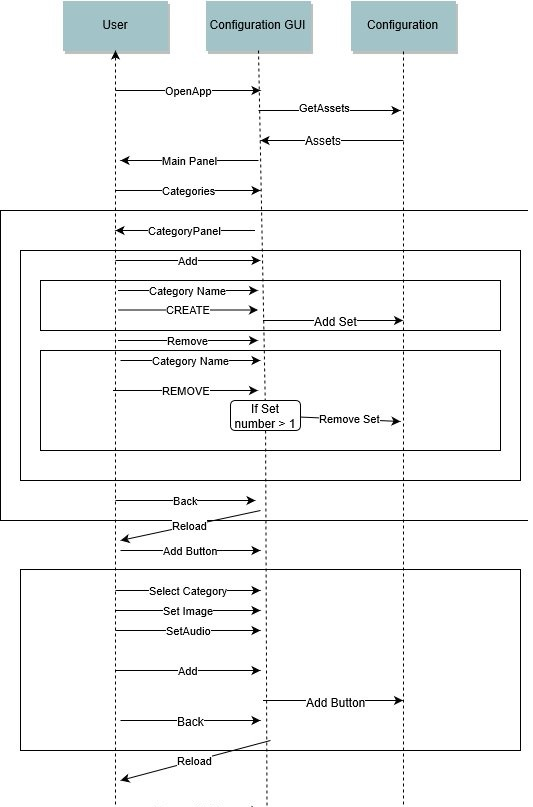 User
Configuration GUI
Configuration
OpenApp
GetAssets
Assets
Main Panel
Categories
CategoryPanel
Add
Category Name
CREATE
Add Set
Remove
Category Name
REMOVE
If Set
number > 1
Remove Set
Back
Reload
Add Button
Select Category
Set Image
SetAudio
Add
Add Button
Back
Reload